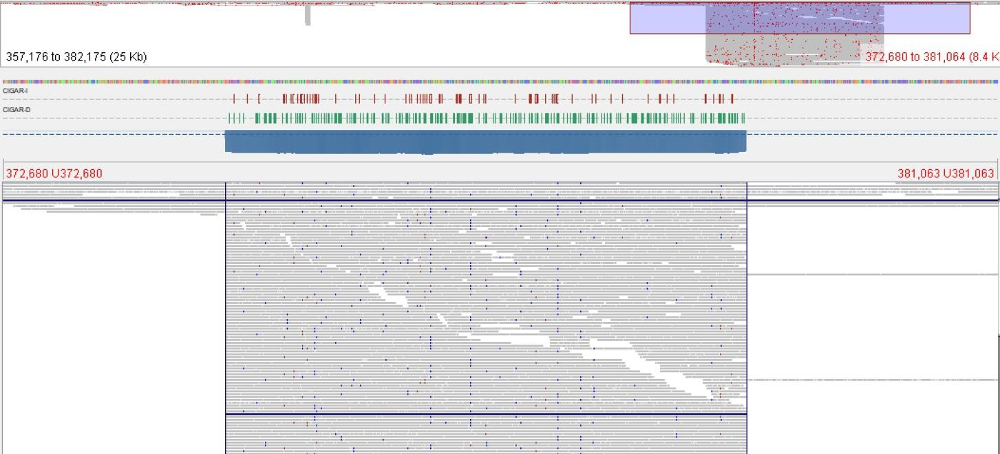 357,176 to 382,175 (25 Kb)
372,680 to 381,064 (8.4 K
CIGAR-I
CIGAR-D
372,680 U372,680
381,063 U381,063